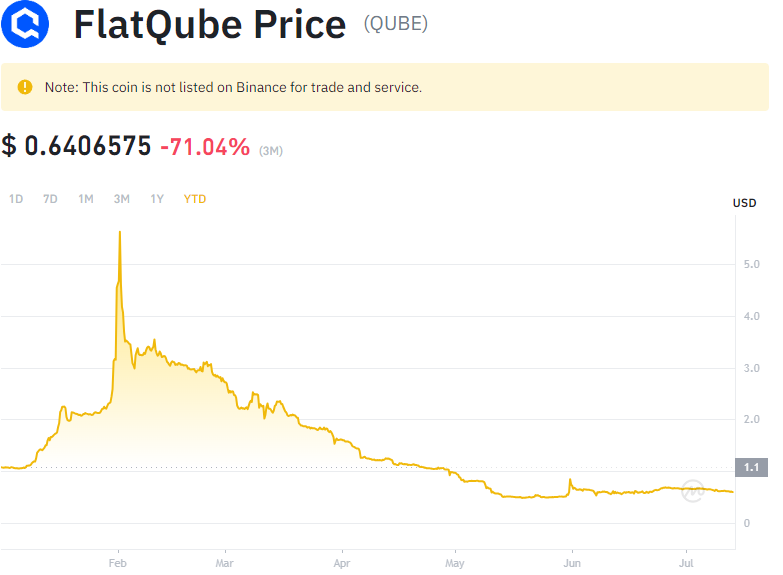 FlatQube Price (QUBE)
Note: This coin is not listed on Binance for trade and service.
$ 0.6406575 -71.04% (3M)
1D 7D 1M 3M 1Y YTD
USD
5.0
4.0
3.0
2.0
1.1
0
Feb Mar Apr May Jun Jul